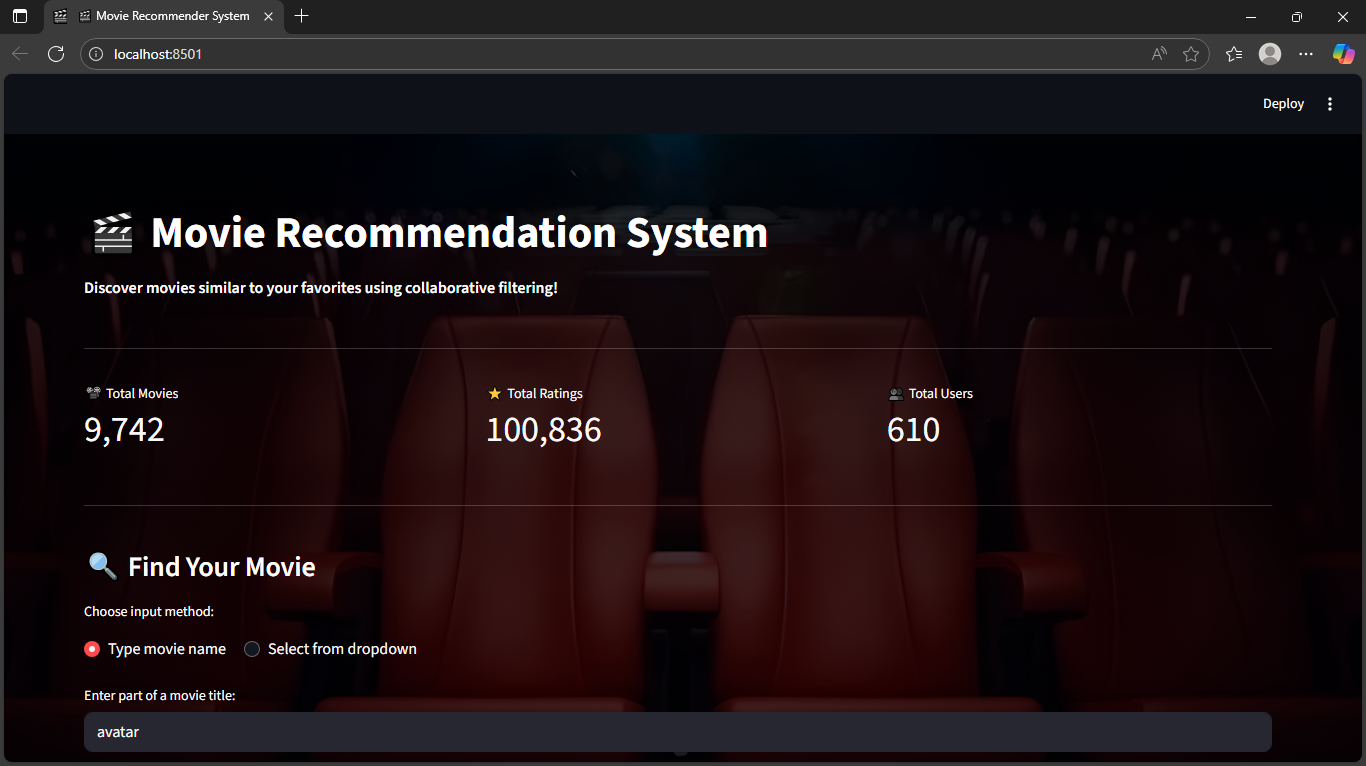 Movie Recommender System
localhost:8501
Deploy
Movie Recommendation System
Discover movies similar to your favorites using collaborative filtering!
Total Movies Total Ratings Total Users
9,742 100,836 610
Find Your Movie
Choose input method:
Type movie name Select from dropdown
Enter part of a movie title:
avatar